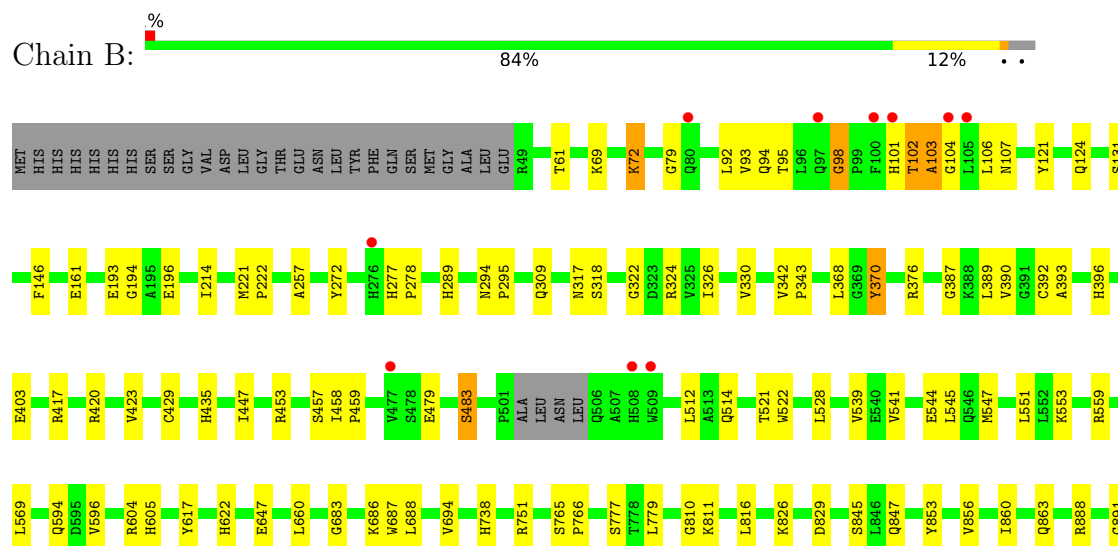 .%
Chain B:
84% 12% • •
MET HIS HIS HIS HIS HIS HIS SER SER GLY VAL ASP LEU GLY THR GLU ASN LEU TYR PHE GLN SER MET GLY ALA LEU GLU R49 T61 K69 K72 G79 Q80 L92 V93 Q94 T95 L96 Q97 G98 P99 F100 H101 T102 A103 G104 L105 L106 N107 Y121 Q124 S131
F146 E161 E193 G194 A195 E196 I214 M221 P222 A257 Y272 H276 H277 P278 H289 N294 P295 Q309 N317 S318 G322 D323 R324 V325 I326 V330 V342 P343 L368 G369 Y370 R376 G387 K388 L389 V390 G391 C392 A393 H396
E403 R417 R420 V423 C429 H435 I447 R453 S457 I458 P459 V477 S478 E479 S483 P501 ALA LEU ASN LEU Q506 A507 H508 W509 L512 A513 Q514 T521 W522 L528 V539 E540 V541 E544 L545 Q546 M547 L551 L552 K553 R559
L569 Q594 D595 V596 R604 H605 Y617 H622 E647 L660 G683 K686 W687 L688 V694 H738 R751 S765 P766 S777 T778 L779 G810 K811 L816 K826 D829 S845 L846 Q847 Y853 V856 I860 Q863 R888